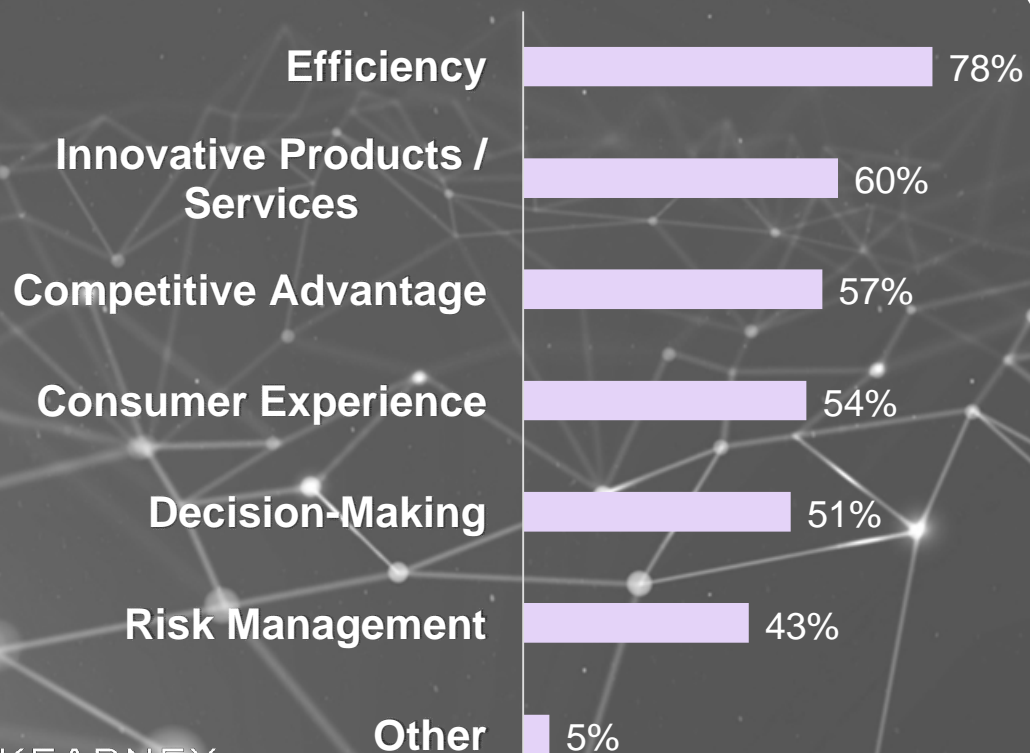 Efficiency 78%
Innovative Products /
Services 60%
Competitive Advantage 57%
Consumer Experience 54%
Decision-Making 51%
Risk Management 43%
Other 5%
KEARNEY